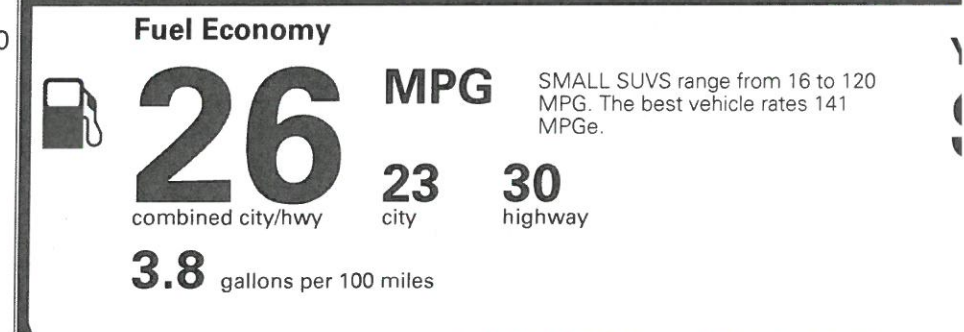 Fuel Economy
26 MPG
SMALL SUVS range from 16 to 120
MPG. The best vehicle rates 141
MPGe.
combined city/hwy
23
city
30
highway
3.8 gallons per 100 miles